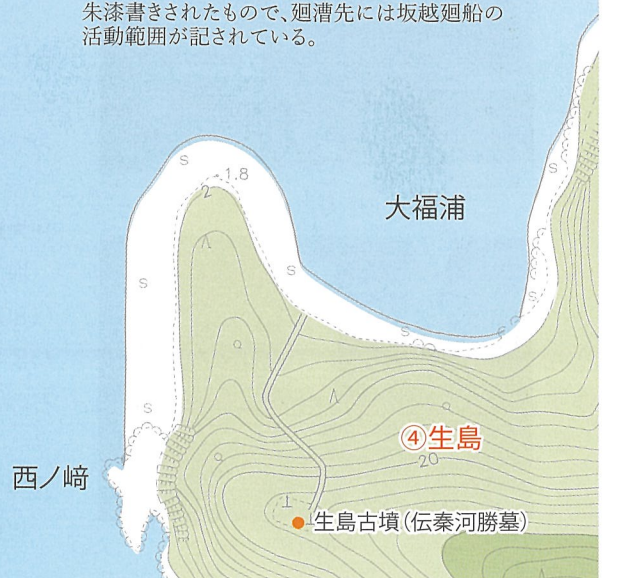 朱漆書きされたもので、廻漕先には坂越廻船の
活動範囲が記されている。
S
1.8
2
大福浦
S
S
S
S
S
S
S
④生島
20
西ノ﨑
生島古墳（伝秦河勝墓）